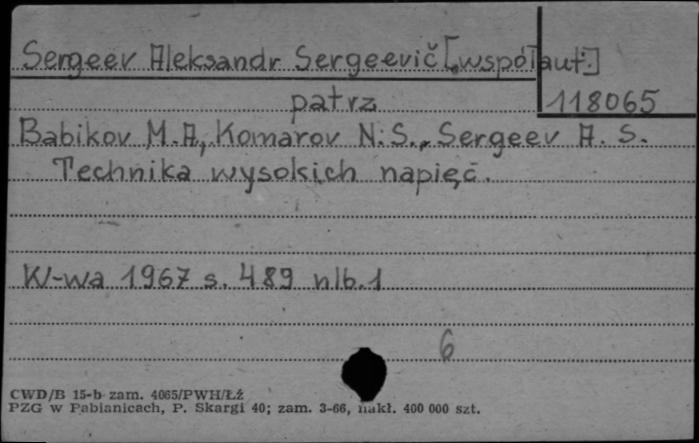 Sergeev Aleksandr Sergeevič [współaut.]
patrz
118065
Babikov M.A, Komarov N.S., Sergeev A. S.
Technika wysokich napięć.
W-wa 1967 s. 489 nlb. 1
6
CWD/B 15-b zam. 4065/PWH/Łź
PZG w Pabianicach, P. Skargi 40; zam. 3-66, nakł. 400 000 szt.